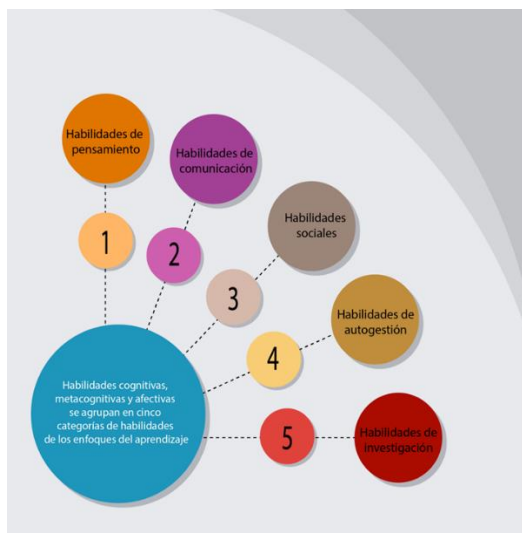 Habilidades de
pensamiento
Habilidades de
comunicación
1
2
Habilidades
sociales
3
Habilidades de
autogestión
4
Habilidades cognitivas,
metacognitivas y afectivas
se agrupan en cinco
categorías de habilidades
de los enfoques del aprendizaje
5
Habilidades de
investigación